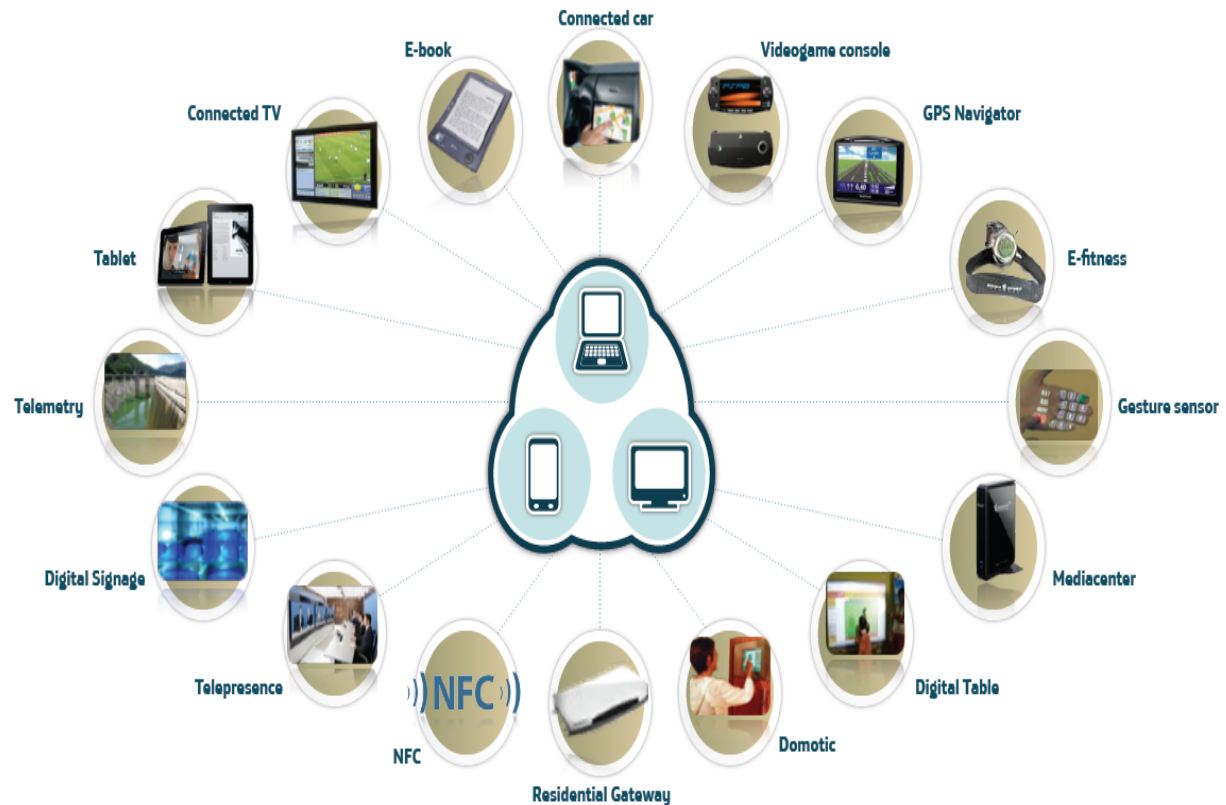 Connected car
E-book
Videogame console
Connected TV
GPS Navigator
Tablet
E-fitness
Telemetry
Gesture sensor
Digital Signage
Mediacenter
Telepresence
Digital Table
NFC
NFC
Domotic
Residential Gateway